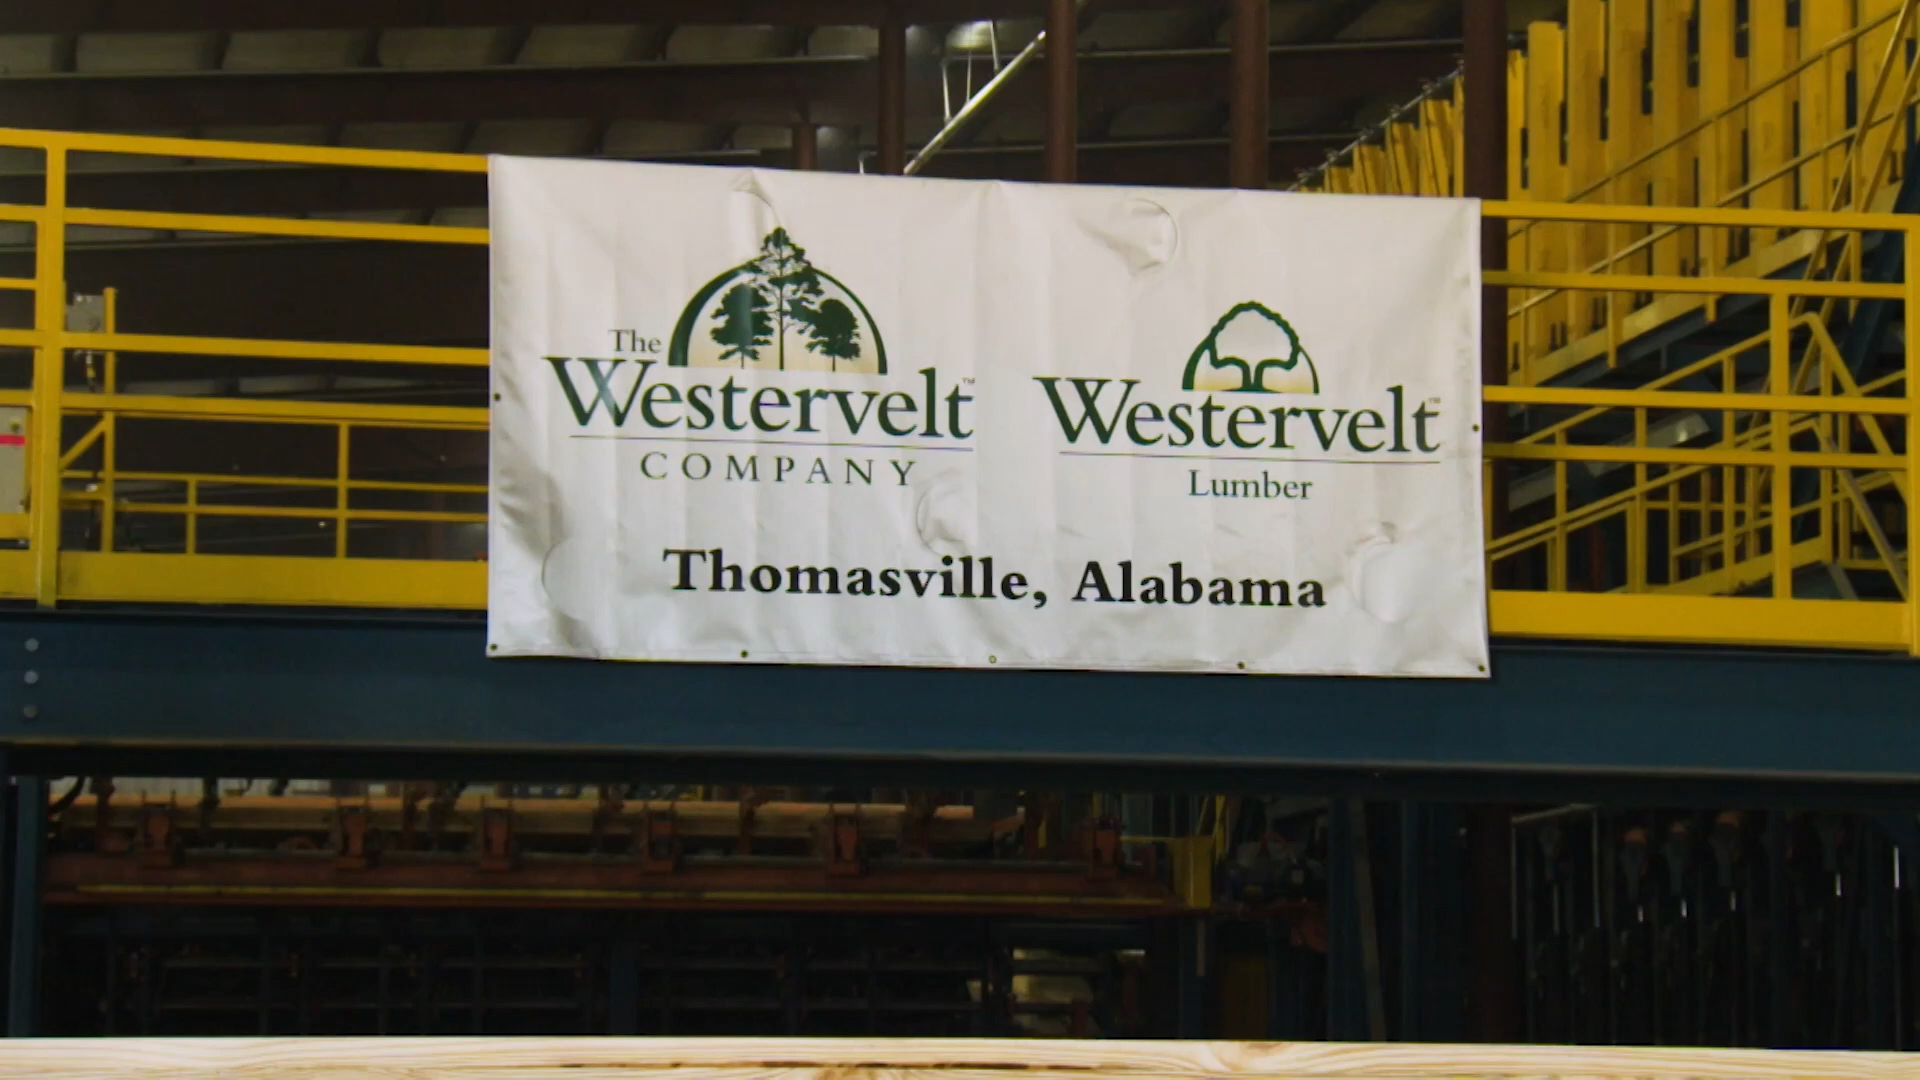 The
Westervelt™
COMPANY
Westervelt™
Lumber
Thomasville, Alabama